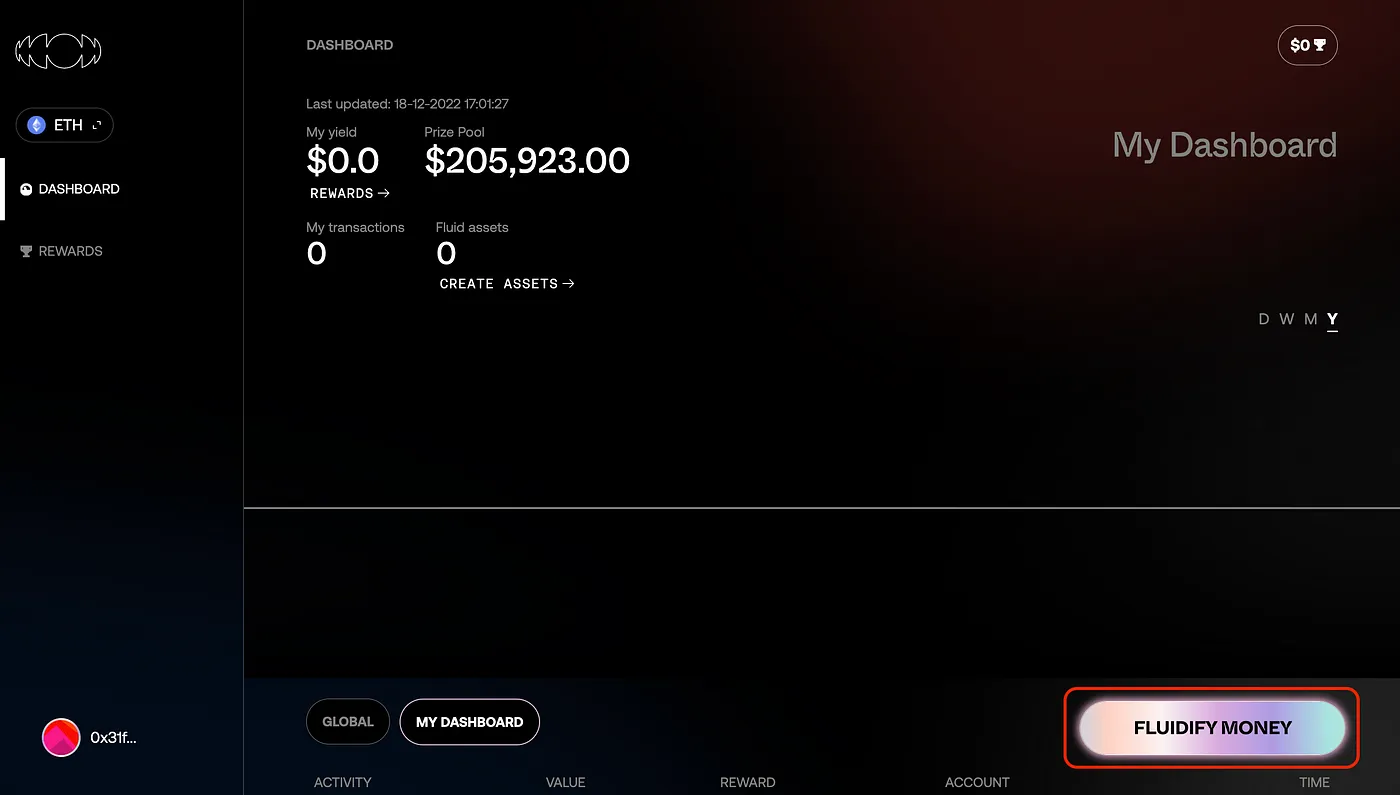 ETH
DASHBOARD
REWARDS
0x31f...
DASHBOARD
$0
Last updated: 18-12-2022 17:01:27
My Dashboard
My yield Prize Pool
$0.0 $205,923.00
REWARDS →
My transactions Fluid assets
0 0
CREATE ASSETS →
D W M Y
GLOBAL MY DASHBOARD FLUIDIFY MONEY
ACTIVITY VALUE REWARD ACCOUNT TIME